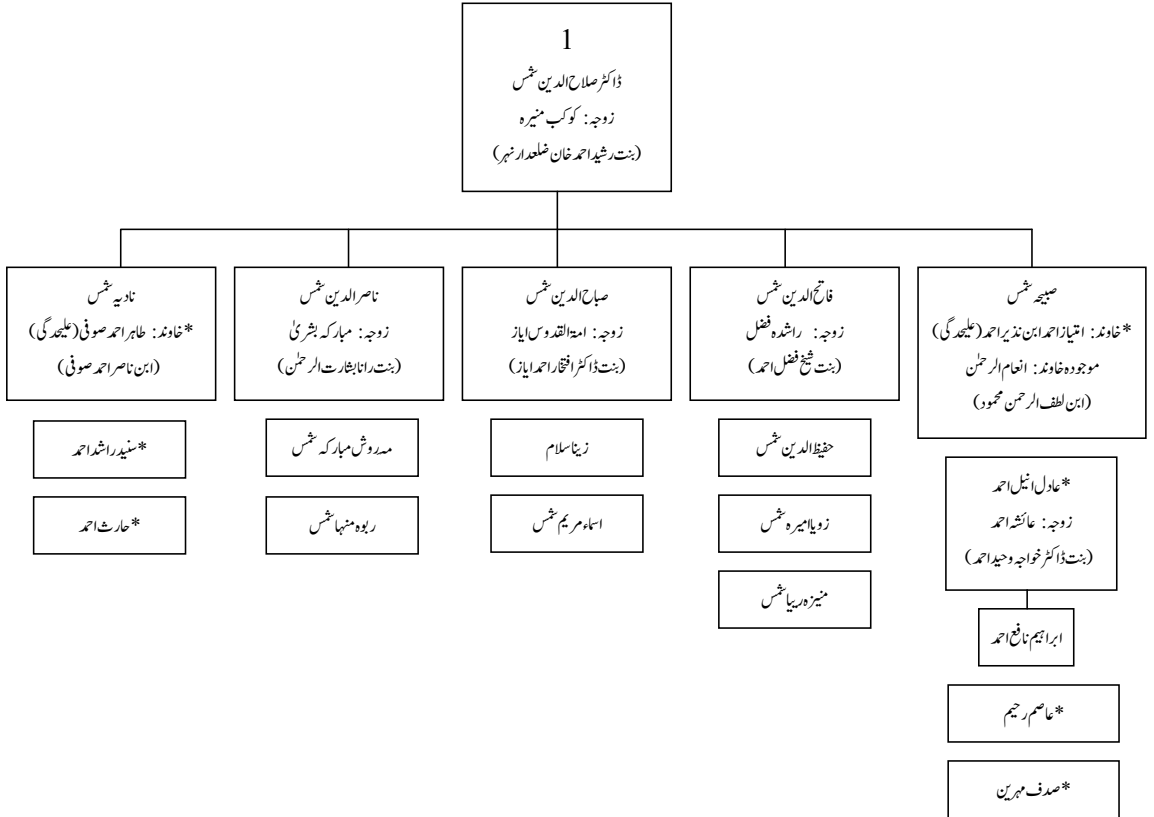 1
ڈاکٹر صلاح الدین شمس
زوجہ: کوکب منیرہ
(بنت رشید احمد خان ضلعدار نہر)
صبیحہ شمس
*خاوند: امتیاز احمد ابن نذیر احمد (علیحدگی)
موجودہ خاوند: انعام الرحمٰن
(ابن لطف الرحمن محمود)
*عادل انیل احمد
زوجہ: عائشہ احمد
(بنت ڈاکٹر خواجہ وحید احمد)
ابراہیم نافع احمد
*عاصم رحیم
*صدف مہرین
فاتح الدین شمس
زوجہ: راشدہ فضل
(بنت شیخ فضل احمد)
حفیظ الدین شمس
زویا امیرہ شمس
منیزہ ریبا شمس
صباح الدین شمس
زوجہ: امۃ القدوس ایاز
(بنت ڈاکٹر افتخار احمد ایاز)
زینا سلام
اسماء مریم شمس
ناصر الدین شمس
زوجہ: مبارکہ بشریٰ
(بنت رانا بشارت الرحمٰن)
مہ روش مبارکہ شمس
ربوہ منہا شمس
نادیہ شمس
*خاوند: طاہر احمد صوفی (علیحدگی)
(ابن ناصر احمد صوفی)
*سنید راشد احمد
*حارث احمد